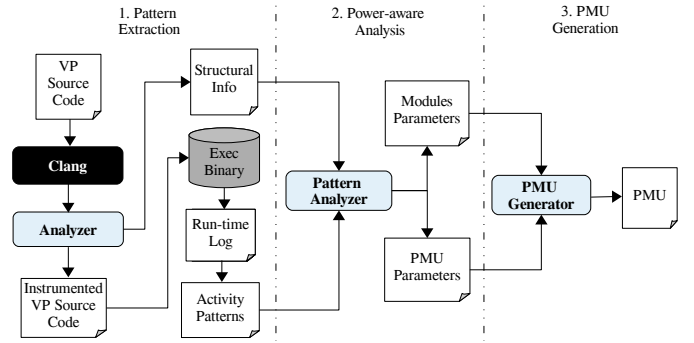 1. Pattern
Extraction
2. Power-aware
Analysis
3. PMU
Generation
VP
Source
Code
Clang
Analyzer
Instrumented
VP Source
Code
Structural
Info
Exec
Binary
Run-time
Log
Activity
Patterns
Pattern
Analyzer
Modules
Parameters
PMU
Parameters
PMU
Generator
PMU